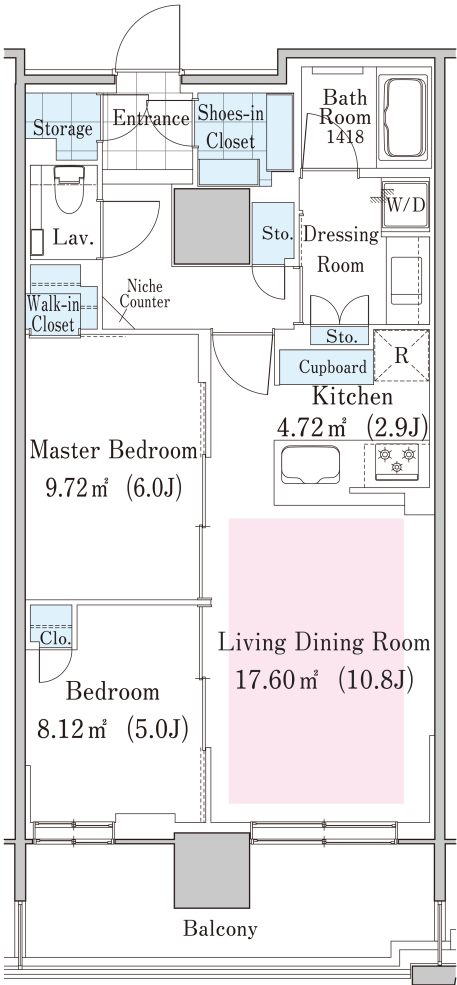 Bath
Room
1418
Entrance
Shoes-in
Closet
Storage
W/D
Lav.
Sto.
Dressing
Room
Niche
Counter
Walk-in
Closet
Sto.
Cupboard
R
Kitchen
4.72㎡ (2.9J)
Master Bedroom
9.72㎡ (6.0J)
Clo.
Living Dining Room
17.60㎡ (10.8J)
Bedroom
8.12㎡ (5.0J)
Balcony